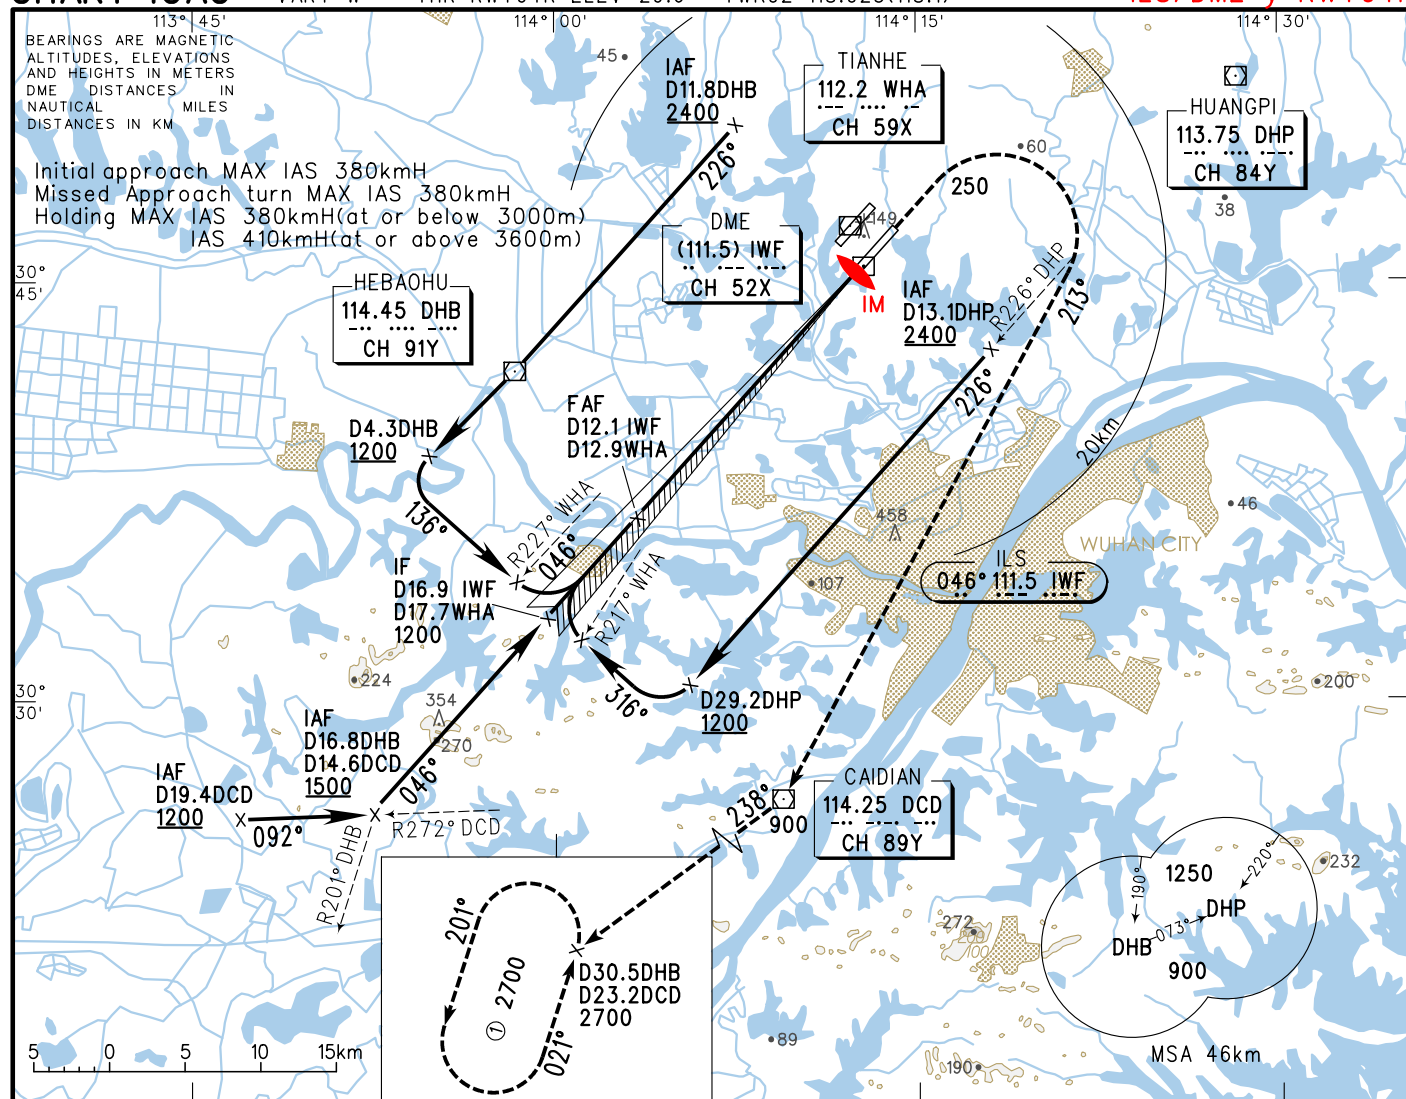 113° 45'
114° 00'
114° 15'
114° 30'
BEARINGS ARE MAGNETIC
ALTITUDES, ELEVATIONS
AND HEIGHTS IN METERS
DME DISTANCES IN
NAUTICAL MILES
DISTANCES IN KM
Initial approach MAX IAS 380kmH
Missed Approach turn MAX IAS 380kmH
Holding MAX IAS 380kmH(at or below 3000m)
IAS 410kmH(at or above 3600m)
45
IAF
D11.8DHB
2400
226°
TIANHE
112.2 WHA
CH 59X
HUANGPI
113.75 DHP
CH 84Y
60
38
250
149
DME
(111.5) IWF
CH 52X
IM
30°
45'
HEBAOHU
114.45 DHB
CH 91Y
IAF
D13.1DHP
2400
R226° DHP
213°
226°
D4.3DHB
1200
FAF
D12.1 IWF
D12.9WHA
20km
136°
R227° WHA
046°
458
46
WUHAN CITY
ILS
046° 111.5 IWF
107
IF
D16.9 IWF
D17.7WHA
1200
R217° WHA
316°
D29.2DHP
1200
224
200
30°
30'
354
270
IAF
D16.8DHB
D14.6DCD
1500
046°
IAF
D19.4DCD
1200
092°
R272° DCD
R201° DHB
238°
900
CAIDIAN
114.25 DCD
CH 89Y
201°
① 2700
021°
D30.5DHB
D23.2DCD
2700
272
89
190
232
1250
190°
220°
073°
DHP
DHB
900
MSA 46km
5 0 5 10 15km